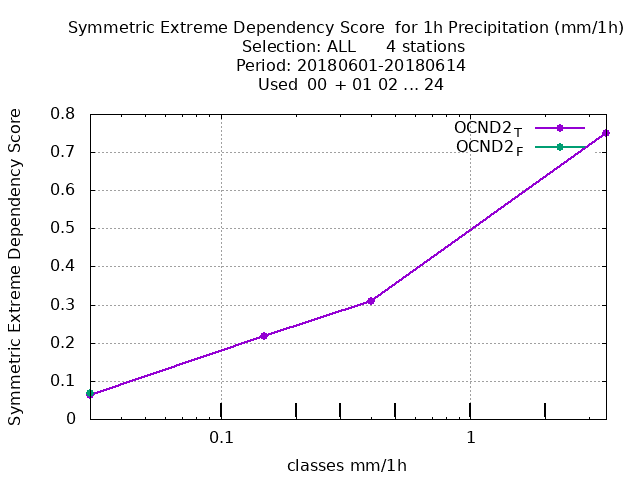 Symmetric Extreme Dependency Score  for 1h Precipitation (mm/1h)
Selection: ALL      4 stations
Period: 20180601-20180614
Used  00  + 01 02 ... 24
OCND2_T
OCND2_F
Symmetric Extreme Dependency Score
0.8
0.7
0.6
0.5
0.4
0.3
0.2
0.1
0
0.1 1
classes mm/1h